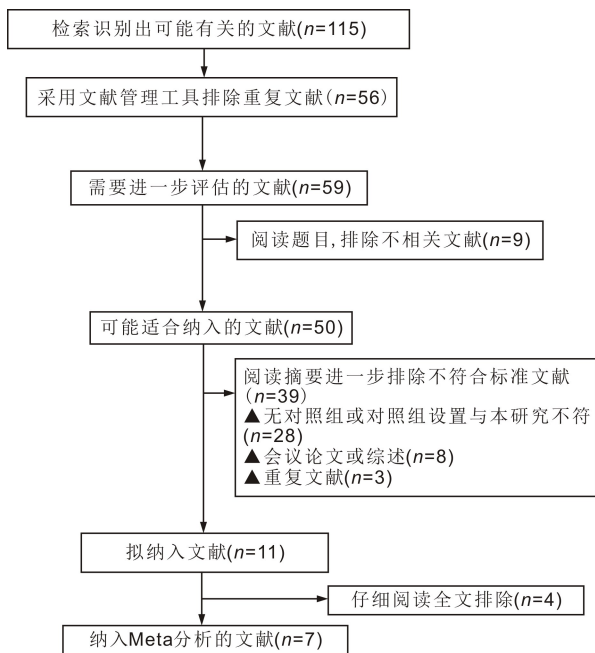 检索识别出可能有关的文献(n=115)
采用文献管理工具排除重复文献(n=56)
需要进一步评估的文献(n=59)
阅读题目,排除不相关文献(n=9)
可能适合纳入的文献(n=50)
阅读摘要进一步排除不符合标准文献
(n=39)
▲无对照组或对照组设置与本研究不符
(n=28)
▲会议论文或综述(n=8)
▲重复文献(n=3)
拟纳入文献(n=11)
仔细阅读全文排除(n=4)
纳入Meta分析的文献(n=7)